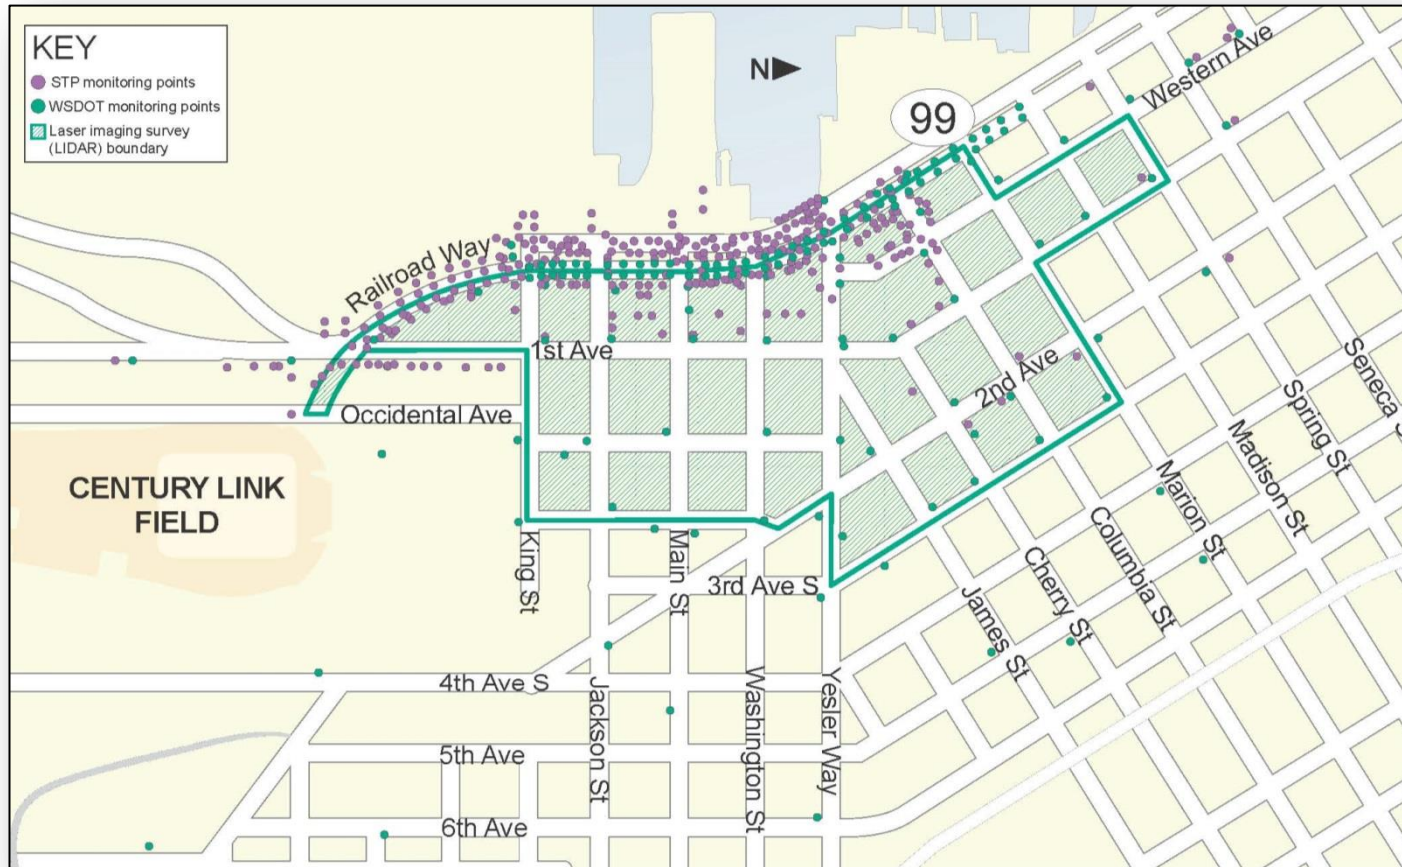 KEY
STP monitoring points
WSDOT monitoring points
Laser imaging survey
(LIDAR) boundary
N
99
Western Ave
Railroad Way
1st Ave
2nd Ave
Occidental Ave
CENTURY LINK
FIELD
King St
Main St
3rd Ave S
4th Ave S
5th Ave
6th Ave
Jackson St
Washington St
Yesler Way
James St
Cherry St
Columbia St
Marion St
Madison St
Spring St
Seneca